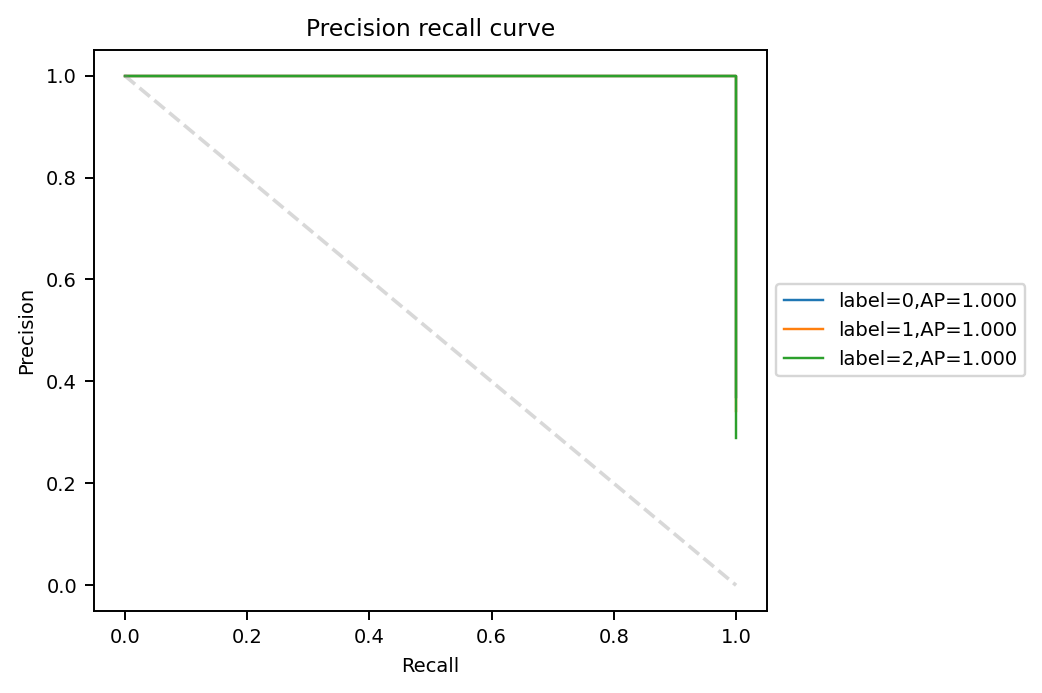 Precision recall curve
1.0
0.8
0.6
0.4
0.2
0.0
Precision
0.0 0.2 0.4 0.6 0.8 1.0
Recall
label=0,AP=1.000
label=1,AP=1.000
label=2,AP=1.000